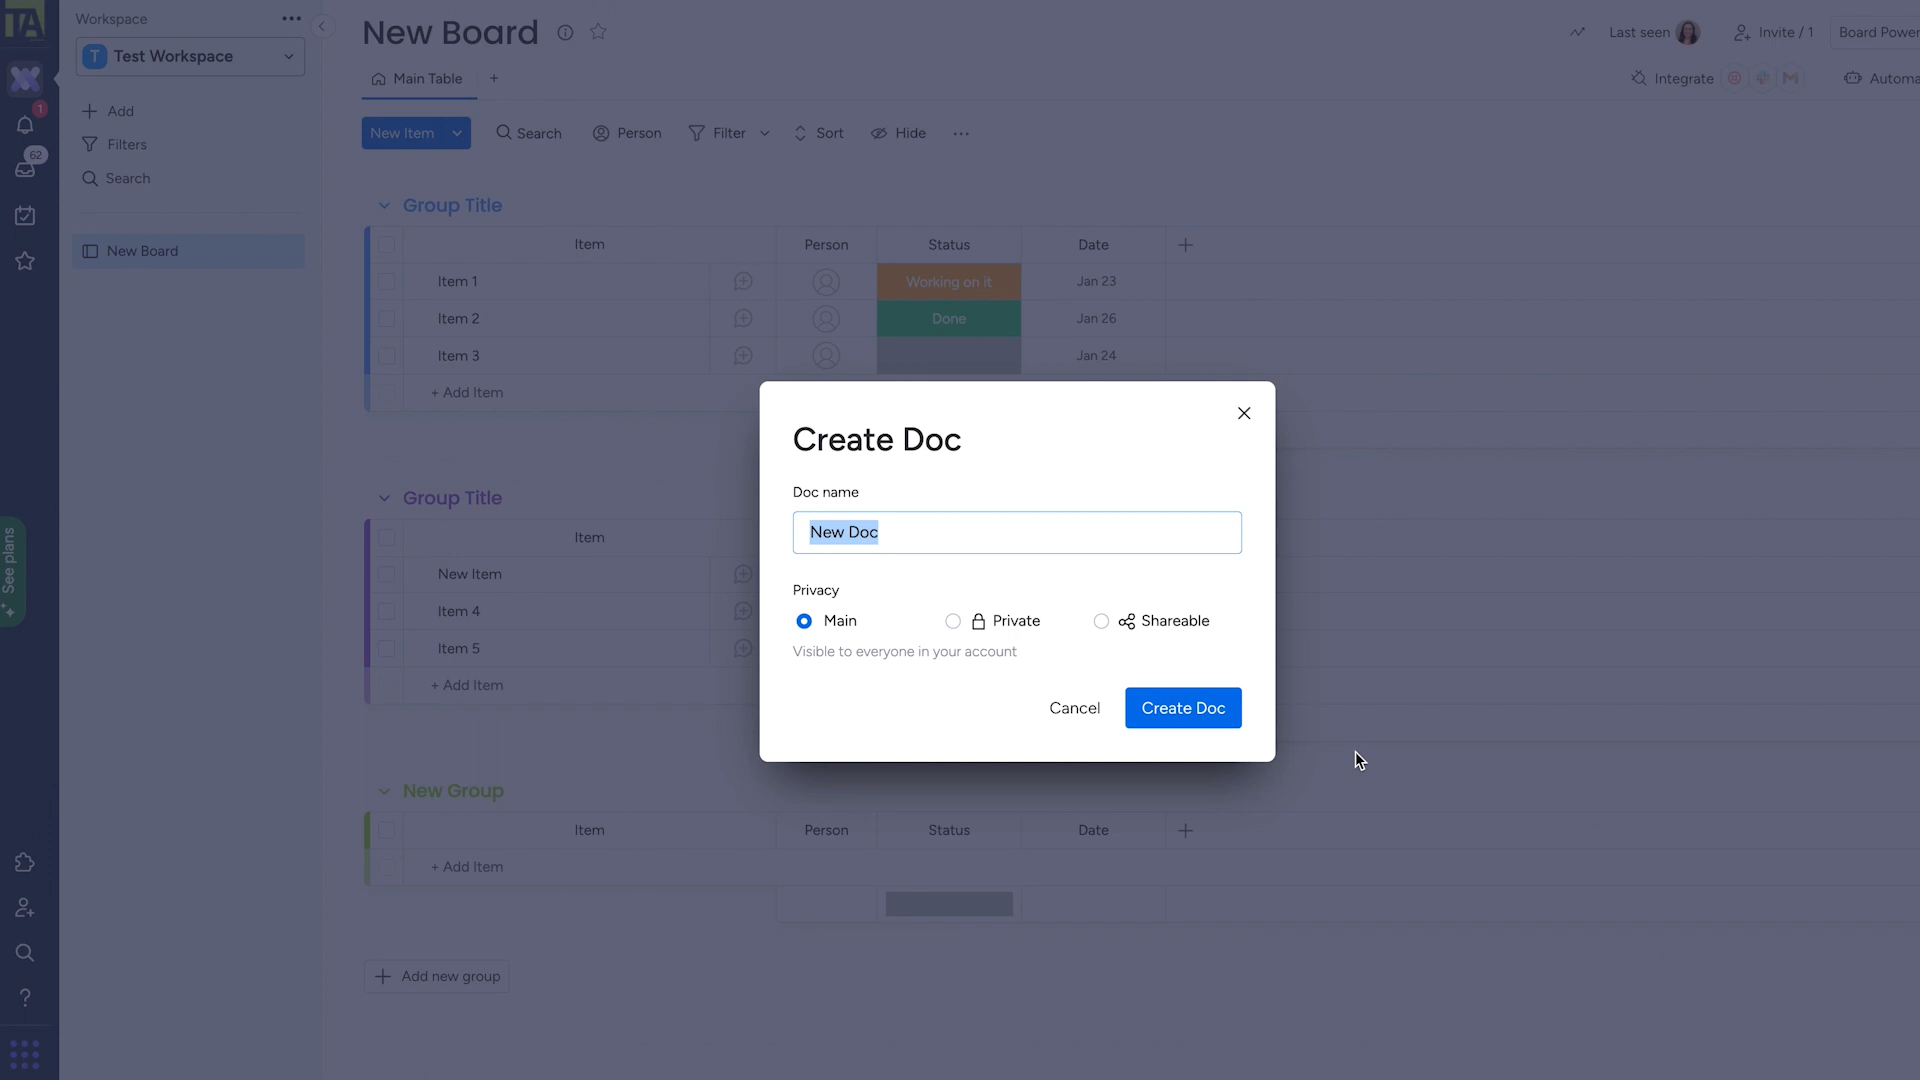 TA
Workspace
T Test Workspace
1
62
Add
Filters
Search
New Board
See plans
New Board
Last seen
Invite / 1
Board Power
Main Table
Integrate
Automa
New Item
Search
Person
Filter
Sort
Hide
Group Title
Item Person Status Date
Item 1 Working on it Jan 23
Item 2 Done Jan 26
Item 3 Jan 24
+ Add Item
Group Title
Item
New Item
Item 4
Item 5
+ Add Item
Create Doc
Doc name
New Doc
Privacy
Main Private Shareable
Visible to everyone in your account
Cancel Create Doc
New Group
Item Person Status Date
+ Add Item
Add new group